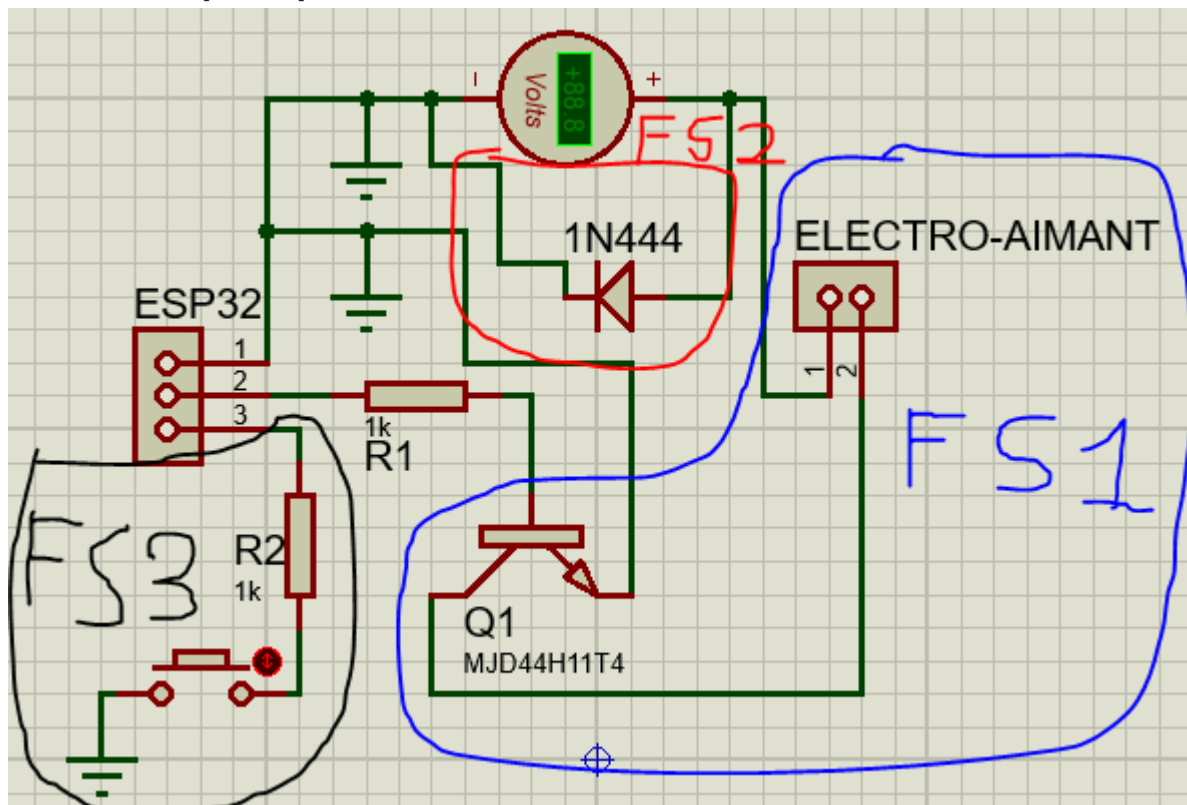 - +
+88.8
Volts
FS2
1N444
ELECTRO-AIMANT
ESP32
1
2
3
1k
R1
1
2
FS1
FS3
R2
1k
Q1
MJD44H11T4